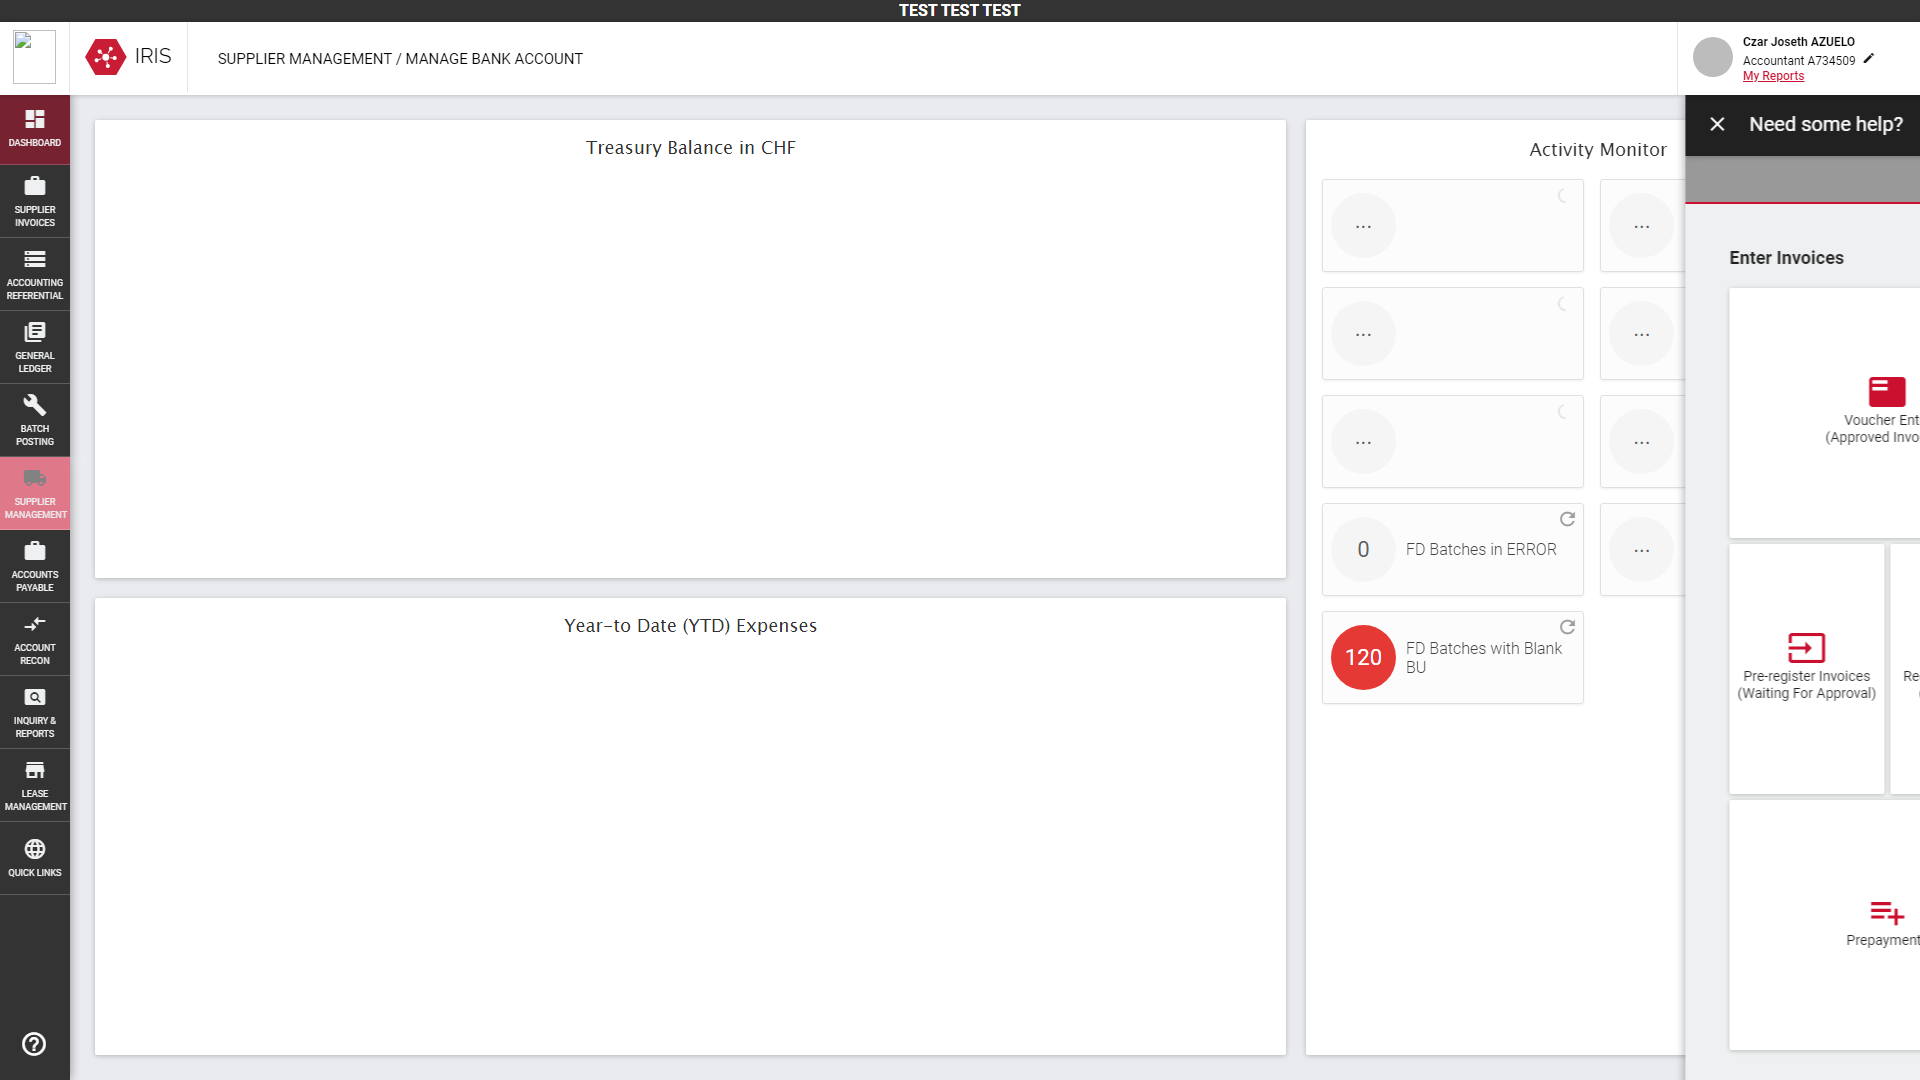 TEST TEST TEST
IRIS
SUPPLIER MANAGEMENT / MANAGE BANK ACCOUNT
Czar Joseth AZUELO
Accountant A734509
My Reports
DASHBOARD
SUPPLIER
INVOICES
ACCOUNTING
REFERENTIAL
GENERAL
LEDGER
BATCH
POSTING
SUPPLIER
MANAGEMENT
ACCOUNTS
PAYABLE
ACCOUNT
RECON
INQUIRY &
REPORTS
LEASE
MANAGEMENT
QUICK LINKS
Treasury Balance in CHF
Year-to Date (YTD) Expenses
Activity Monitor
...
...
...
...
...
...
0
FD Batches in ERROR
...
120
FD Batches with Blank
BU
Need some help?
Enter Invoices
Voucher Ent
(Approved Invo
Pre-register Invoices
(Waiting For Approval)
Re
Prepayment